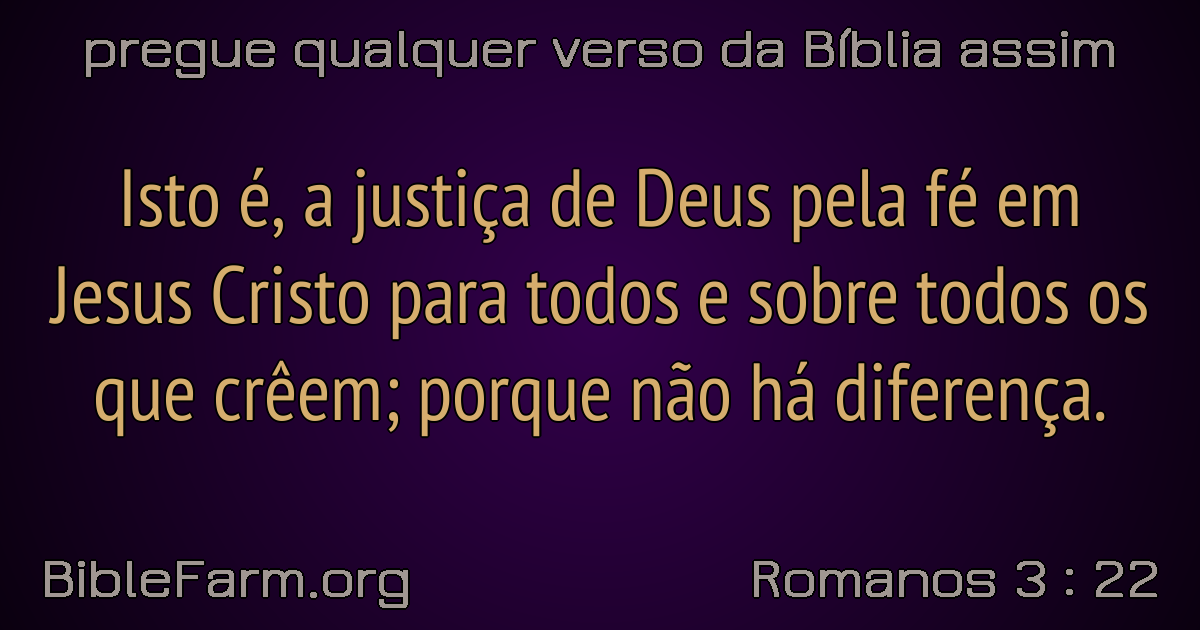 pregue qualquer verso da Bíblia assim
Isto é, a justiça de Deus pela fé em
Jesus Cristo para todos e sobre todos os
que crêem; porque não há diferença.
BibleFarm.org
Romanos 3 : 22